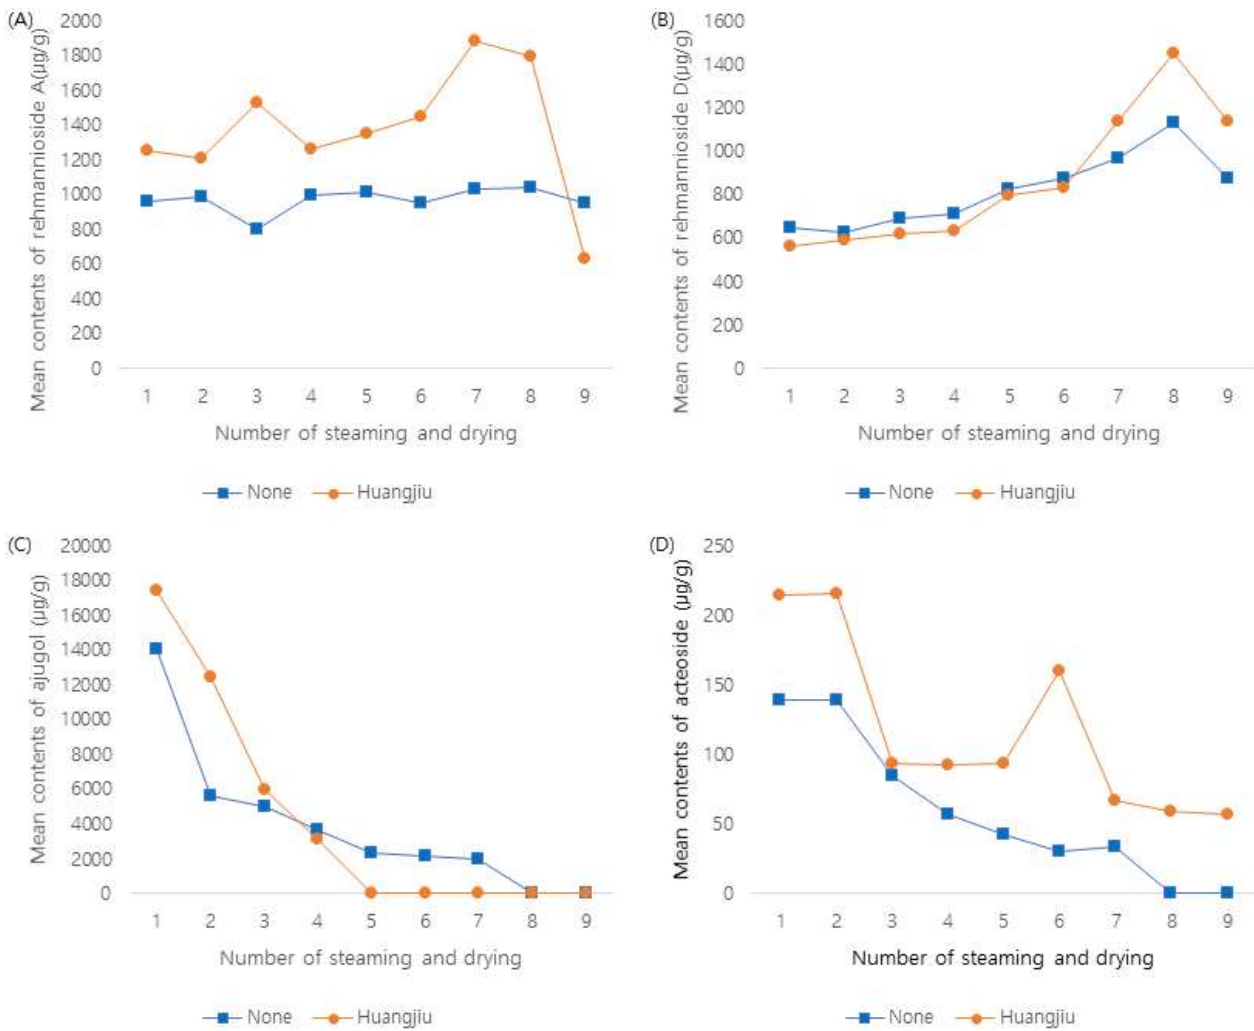 (A)
Mean contents of rehmannioside A(μg/g)
2000
1800
1600
1400
1200
1000
800
600
400
200
0
1 2 3 4 5 6 7 8 9
Number of steaming and drying
None Huangjiu
(B)
Mean contents of rehmannioside D(μg/g)
1600
1400
1200
1000
800
600
400
200
0
1 2 3 4 5 6 7 8 9
Number of steaming and drying
None Huangjiu
(C)
Mean contents of ajugol (μg/g)
20000
18000
16000
14000
12000
10000
8000
6000
4000
2000
0
1 2 3 4 5 6 7 8 9
Number of steaming and drying
None Huangjiu
(D)
Mean contents of acteoside (μg/g)
250
200
150
100
50
0
1 2 3 4 5 6 7 8 9
Number of steaming and drying
None Huangjiu